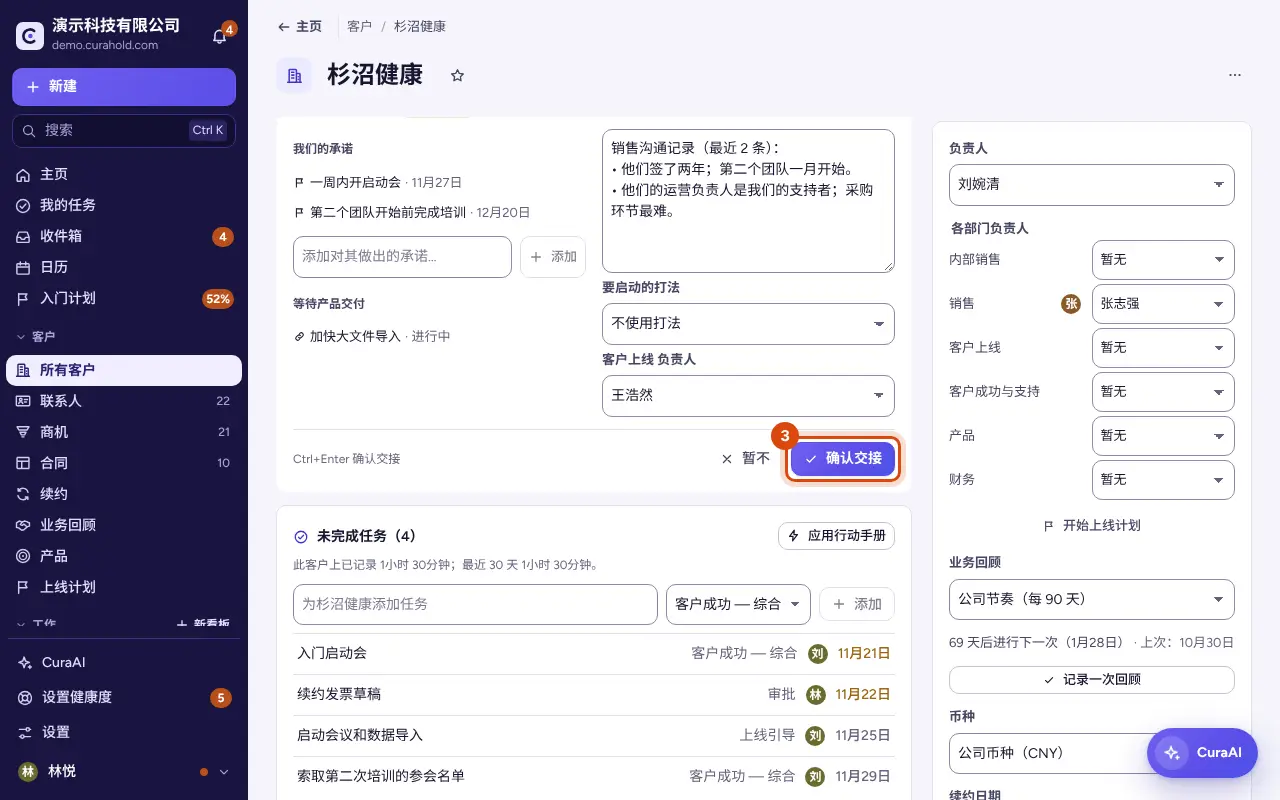 演示科技有限公司
demo.curahold.com
4
+ 新建
搜索
Ctrl K
主页
我的任务
收件箱
4
日历
入门计划
52%
客户
所有客户
联系人
22
商机
21
合同
10
续约
业务回顾
产品
上线计划
工作
+ 新看板
CuraAI
设置健康度
5
设置
林 林悦
← 主页
客户 / 杉沼健康
杉沼健康
...
我们的承诺
一周内开启动会 · 11月27日
第二个团队开始前完成培训 · 12月20日
添加对其做出的承诺...
+ 添加
等待产品交付
加快大文件导入 · 进行中
销售沟通记录（最近 2 条）：
• 他们签了两年；第二个团队一月开始。
• 他们的运营负责人是我们的支持者；采购
环节最难。
要启动的打法
不使用打法
客户上线 负责人
王浩然
Ctrl+Enter 确认交接
暂不
3
确认交接
未完成任务（4）
应用行动手册
此客户上已记录 1小时 30分钟；最近 30 天 1小时 30分钟。
为杉沼健康添加任务
客户成功 — 综合
+ 添加
入门启动会
客户成功 — 综合
刘
11月21日
续约发票草稿
审批
林
11月22日
启动会议和数据导入
上线引导
刘
11月25日
索取第二次培训的参会名单
客户成功 — 综合
刘
11月29日
负责人
刘婉清
各部门负责人
内部销售
暂无
销售
张
张志强
客户上线
暂无
客户成功与支持
暂无
产品
暂无
财务
暂无
开始上线计划
业务回顾
公司节奏（每 90 天）
69 天后进行下一次（1月28日） · 上次：10月30日
记录一次回顾
币种
公司币种（CNY）
CuraAI
续约日期